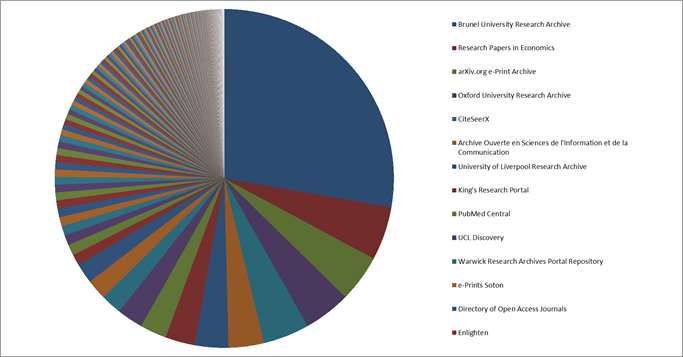 Brunel University Research Archive
Research Papers in Economics
arXiv.org e-Print Archive
Oxford University Research Archive
CiteSeerX
Archive Ouverte en Sciences de l'Information et de la
Communication
University of Liverpool Research Archive
King's Research Portal
PubMed Central
UCL Discovery
Warwick Research Archives Portal Repository
e-Prints Soton
Directory of Open Access Journals
Enlighten